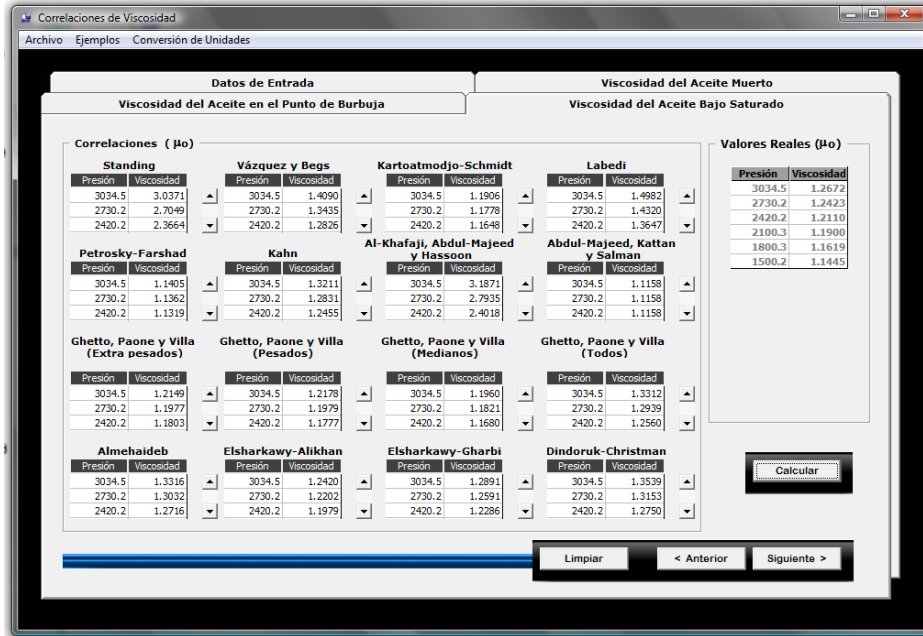 Correlaciones de Viscosidad
Archivo Ejemplos Conversión de Unidades
Datos de Entrada
Viscosidad del Aceite Muerto
Viscosidad del Aceite en el Punto de Burbuja
Viscosidad del Aceite Bajo Saturado
Correlaciones ( µo)
Standing
Presión Viscosidad
3034.5 3.0371
2730.2 2.7049
2420.2 2.3664
Vázquez y Begs
Presión Viscosidad
3034.5 1.4090
2730.2 1.3435
2420.2 1.2826
Kartoatmodjo-Schmidt
Presión Viscosidad
3034.5 1.1906
2730.2 1.1778
2420.2 1.1648
Labedi
Presión Viscosidad
3034.5 1.4982
2730.2 1.4320
2420.2 1.3647
Petrosky-Farshad
Presión Viscosidad
3034.5 1.1405
2730.2 1.1362
2420.2 1.1319
Kahn
Presión Viscosidad
3034.5 1.3211
2730.2 1.2831
2420.2 1.2455
Al-Khafaji, Abdul-Majeed
y Hassoon
Presión Viscosidad
3034.5 3.1871
2730.2 2.7935
2420.2 2.4018
Abdul-Majeed, Kattan
y Salman
Presión Viscosidad
3034.5 1.1158
2730.2 1.1158
2420.2 1.1158
Ghetto, Paone y Villa
(Extra pesados)
Presión Viscosidad
3034.5 1.2149
2730.2 1.1977
2420.2 1.1803
Ghetto, Paone y Villa
(Pesados)
Presión Viscosidad
3034.5 1.2178
2730.2 1.1979
2420.2 1.1777
Ghetto, Paone y Villa
(Medianos)
Presión Viscosidad
3034.5 1.1960
2730.2 1.1821
2420.2 1.1680
Ghetto, Paone y Villa
(Todos)
Presión Viscosidad
3034.5 1.3312
2730.2 1.2939
2420.2 1.2560
Almehaideb
Presión Viscosidad
3034.5 1.3316
2730.2 1.3032
2420.2 1.2716
Elsharkawy-Alikhan
Presión Viscosidad
3034.5 1.2420
2730.2 1.2202
2420.2 1.1979
Elsharkawy-Gharbi
Presión Viscosidad
3034.5 1.2891
2730.2 1.2591
2420.2 1.2286
Dindoruk-Christman
Presión Viscosidad
3034.5 1.3539
2730.2 1.3153
2420.2 1.2750
Valores Reales (µo)
Presión Viscosidad
3034.5 1.2672
2730.2 1.2423
2420.2 1.2110
2100.3 1.1900
1800.3 1.1619
1500.2 1.1445
Calcular
Limpiar
< Anterior
Siguiente >